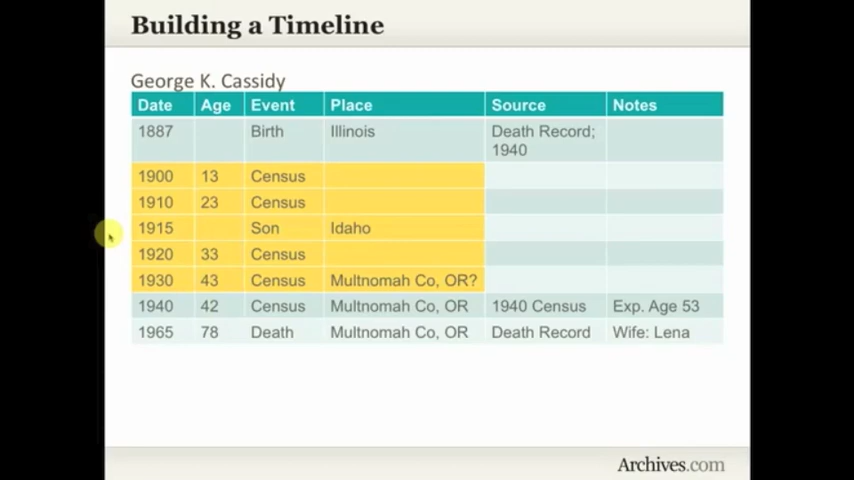 Building a Timeline
George K. Cassidy
Date Age Event Place Source Notes
1887 Birth Illinois Death Record;
1940
1900 13 Census
1910 23 Census
1915 Son Idaho
1920 33 Census
1930 43 Census Multnomah Co, OR?
1940 42 Census Multnomah Co, OR 1940 Census Exp. Age 53
1965 78 Death Multnomah Co, OR Death Record Wife: Lena
Archives.com